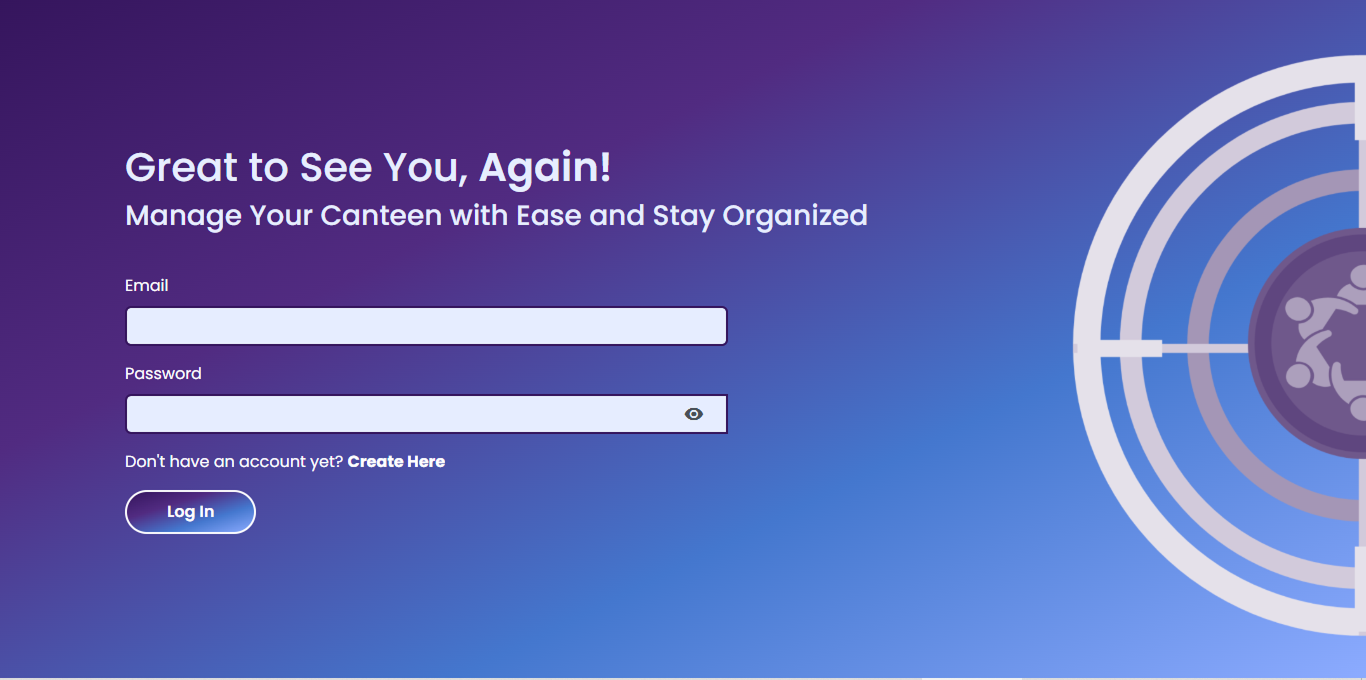 Great to See You, Again!
Manage Your Canteen with Ease and Stay Organized
Email
Password
Don't have an account yet? Create Here
Log In